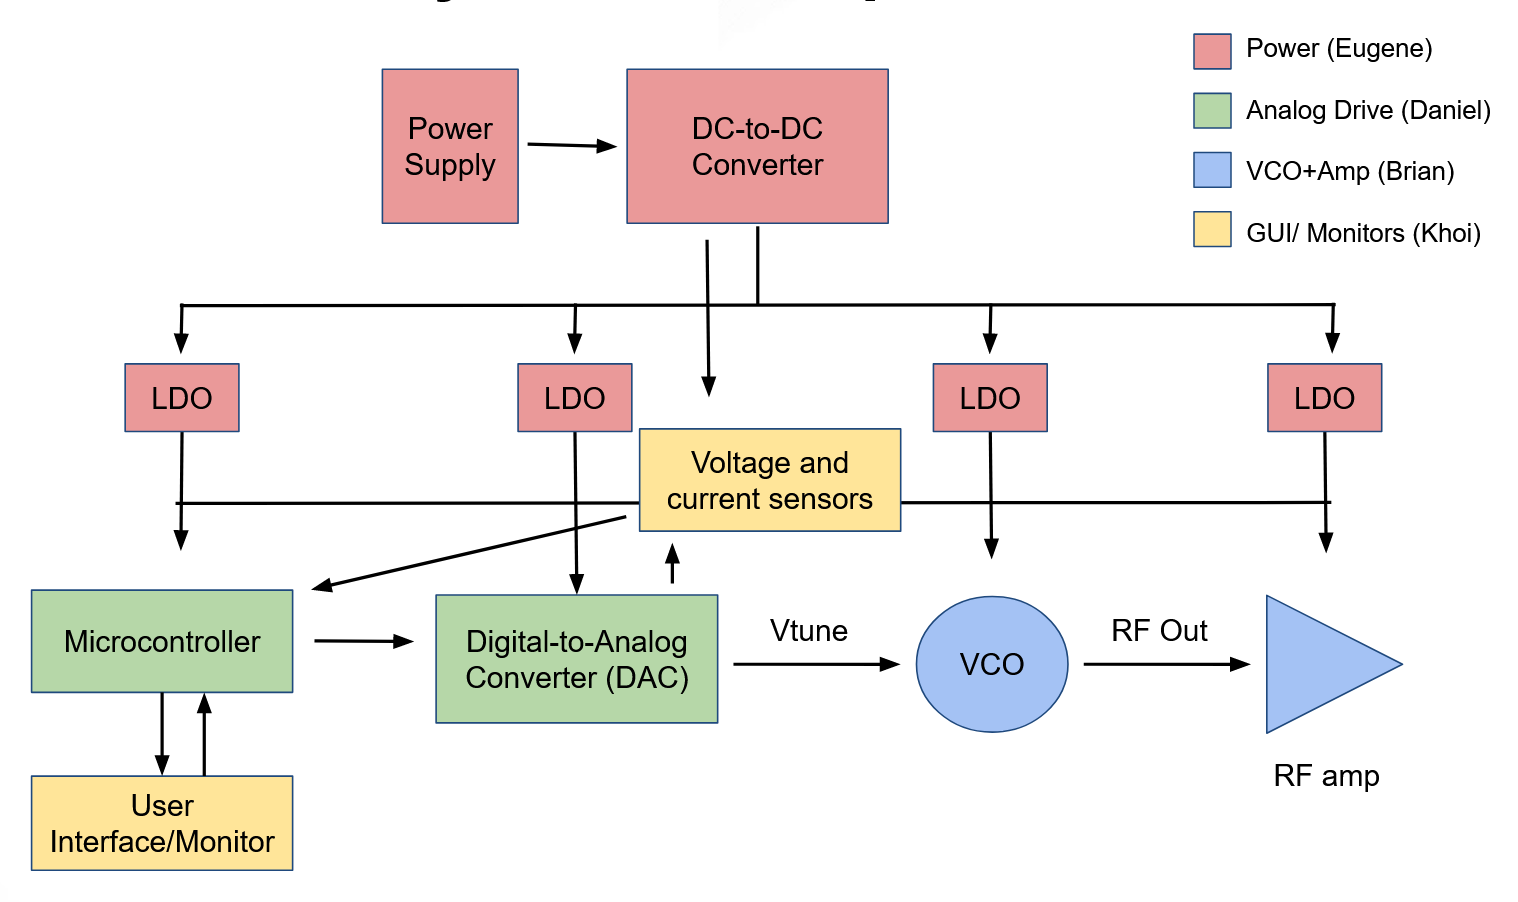 Power (Eugene)
Analog Drive (Daniel)
VCO+Amp (Brian)
GUI/ Monitors (Khoi)
Power
Supply
DC-to-DC
Converter
LDO
LDO
LDO
LDO
Voltage and
current sensors
Microcontroller
Digital-to-Analog
Converter (DAC)
Vtune
VCO
RF Out
RF amp
User
Interface/Monitor